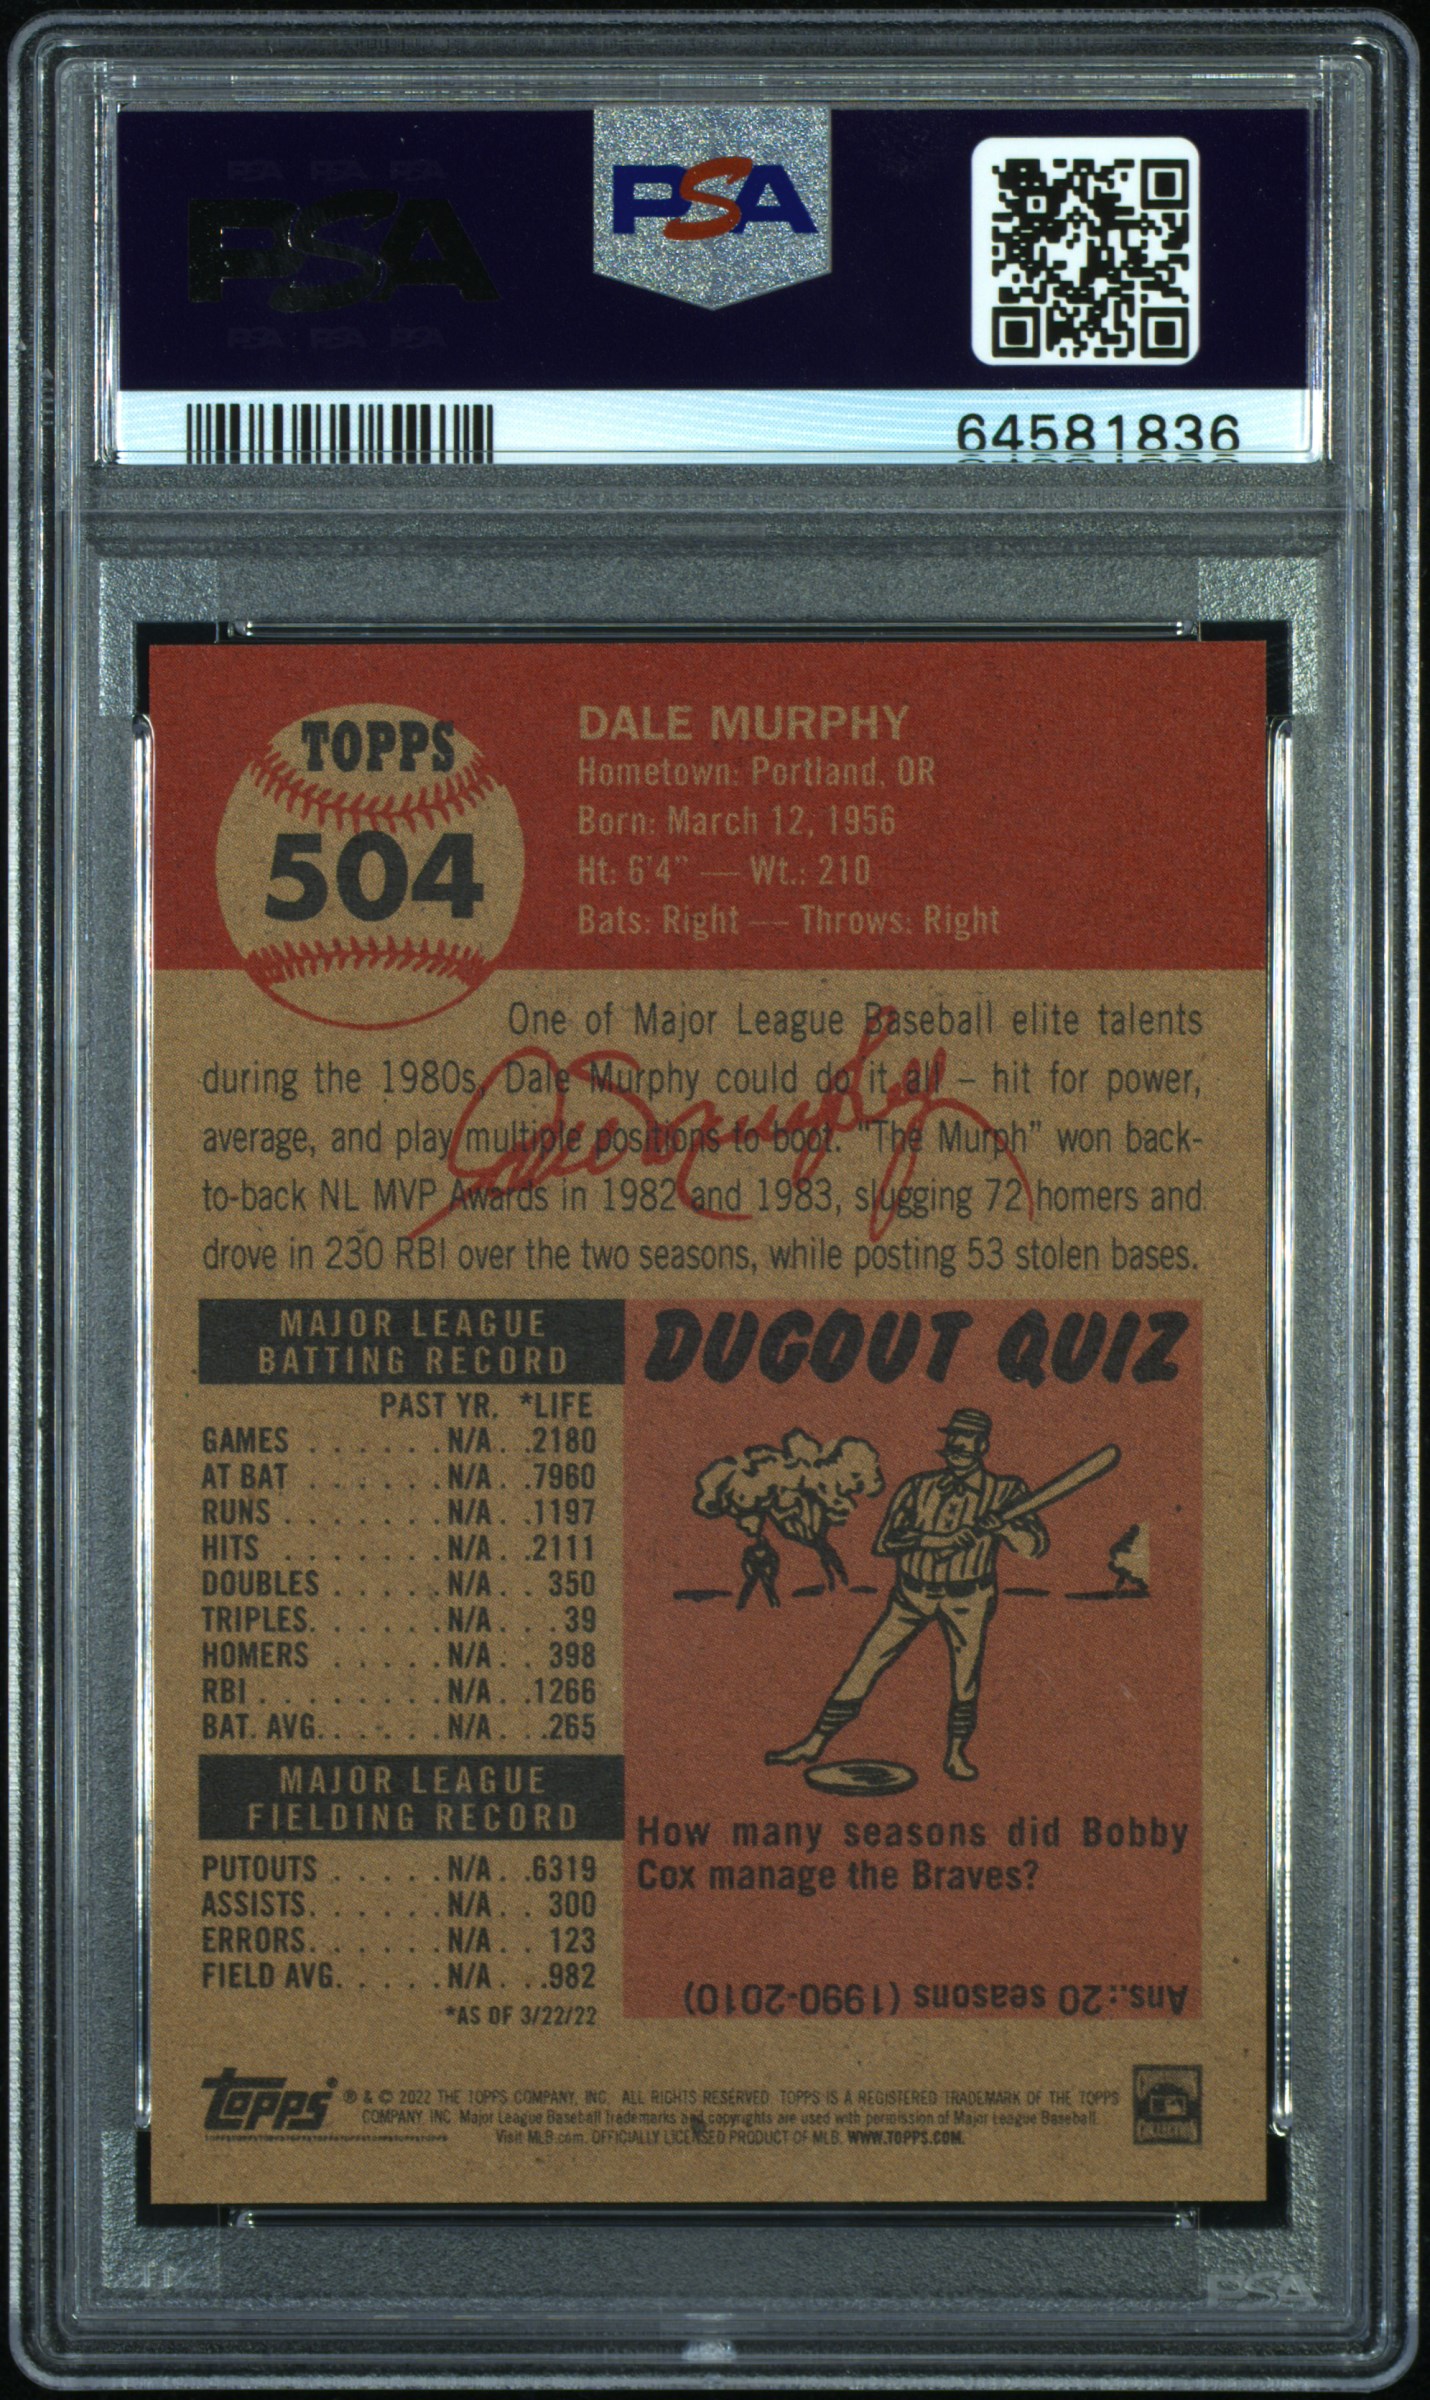 PSA PSA PSA
PSA
PSA PSA PSA
PSA
64581836
TOPPS
504
DALE MURPHY
Hometown: Portland, OR
Born: March 12, 1956
Ht: 6'4" — Wt.: 210
Bats: Right — Throws: Right
One of Major League Baseball elite talents
during the 1980s, Dale Murphy could do it all – hit for power,
average, and play multiple positions to boot. "The Murph" won back-
to-back NL MVP Awards in 1982 and 1983, slugging 72 homers and
drove in 230 RBI over the two seasons, while posting 53 stolen bases.
Dale Murphy
MAJOR LEAGUE
BATTING RECORD
PAST YR. *LIFE
GAMES . . . . . . N/A . .2180
AT BAT . . . . . . N/A . .7960
RUNS . . . . . . . N/A . .1197
HITS . . . . . . . N/A . .2111
DOUBLES . . . . . N/A . . 350
TRIPLES. . . . . . N/A . . . 39
HOMERS . . . . . N/A . . 398
RBI . . . . . . . . N/A . .1266
BAT. AVG. . . . . . N/A . . .265
MAJOR LEAGUE
FIELDING RECORD
PUTOUTS . . . . . N/A . .6319
ASSISTS. . . . . . N/A . . 300
ERRORS. . . . . . N/A . . 123
FIELD AVG. . . . . N/A . . .982
*AS OF 3/22/22
DUGOUT QUIZ
How many seasons did Bobby
Cox manage the Braves?
Ans.:20 seasons (1990-2010)
Topps® ® & © 2022 THE TOPPS COMPANY, INC. ALL RIGHTS RESERVED. TOPPS IS A REGISTERED TRADEMARK OF THE TOPPS
COMPANY, INC. Major League Baseball trademarks and copyrights are used with permission of Major League Baseball.
Visit MLB.com. OFFICIALLY LICENSED PRODUCT OF MLB. WWW.TOPPS.COM.
PSA